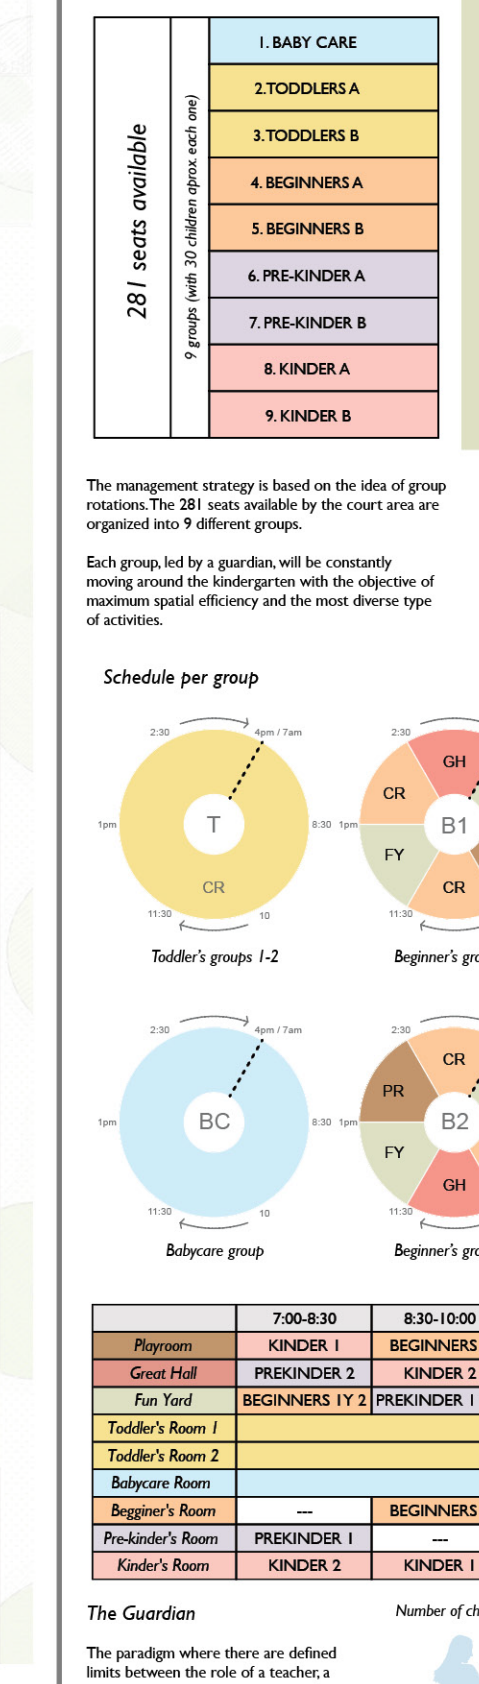 281 seats available
9 groups (with 30 children aprox. each one)
1. BABY CARE
2.TODDLERS A
3.TODDLERS B
4. BEGINNERS A
5. BEGINNERS B
6. PRE-KINDER A
7. PRE-KINDER B
8. KINDER A
9. KINDER B
The management strategy is based on the idea of group
rotations. The 281 seats available by the court area are
organized into 9 different groups.
Each group, led by a guardian, will be constantly
moving around the kindergarten with the objective of
maximum spatial efficiency and the most diverse type
of activities.
Schedule per group
2:30 4pm / 7am
1pm T 8:30
CR
11:30 10
Toddler's groups 1-2
2:30
GH
CR
1pm B1
FY
CR
11:30
Beginner's gro
2:30 4pm / 7am
1pm BC 8:30
11:30 10
Babycare group
2:30
CR
PR
1pm B2
FY
GH
11:30
Beginner's gro
7:00-8:30 8:30-10:00
Playroom KINDER 1 BEGINNERS
Great Hall PREKINDER 2 KINDER 2
Fun Yard BEGINNERS 1Y 2 PREKINDER 1
Toddler's Room 1
Toddler's Room 2
Babycare Room
Begginer's Room --- BEGINNERS
Pre-kinder's Room PREKINDER 1 ---
Kinder's Room KINDER 2 KINDER 1
The Guardian
Number of ch
The paradigm where there are defined
limits between the role of a teacher, a